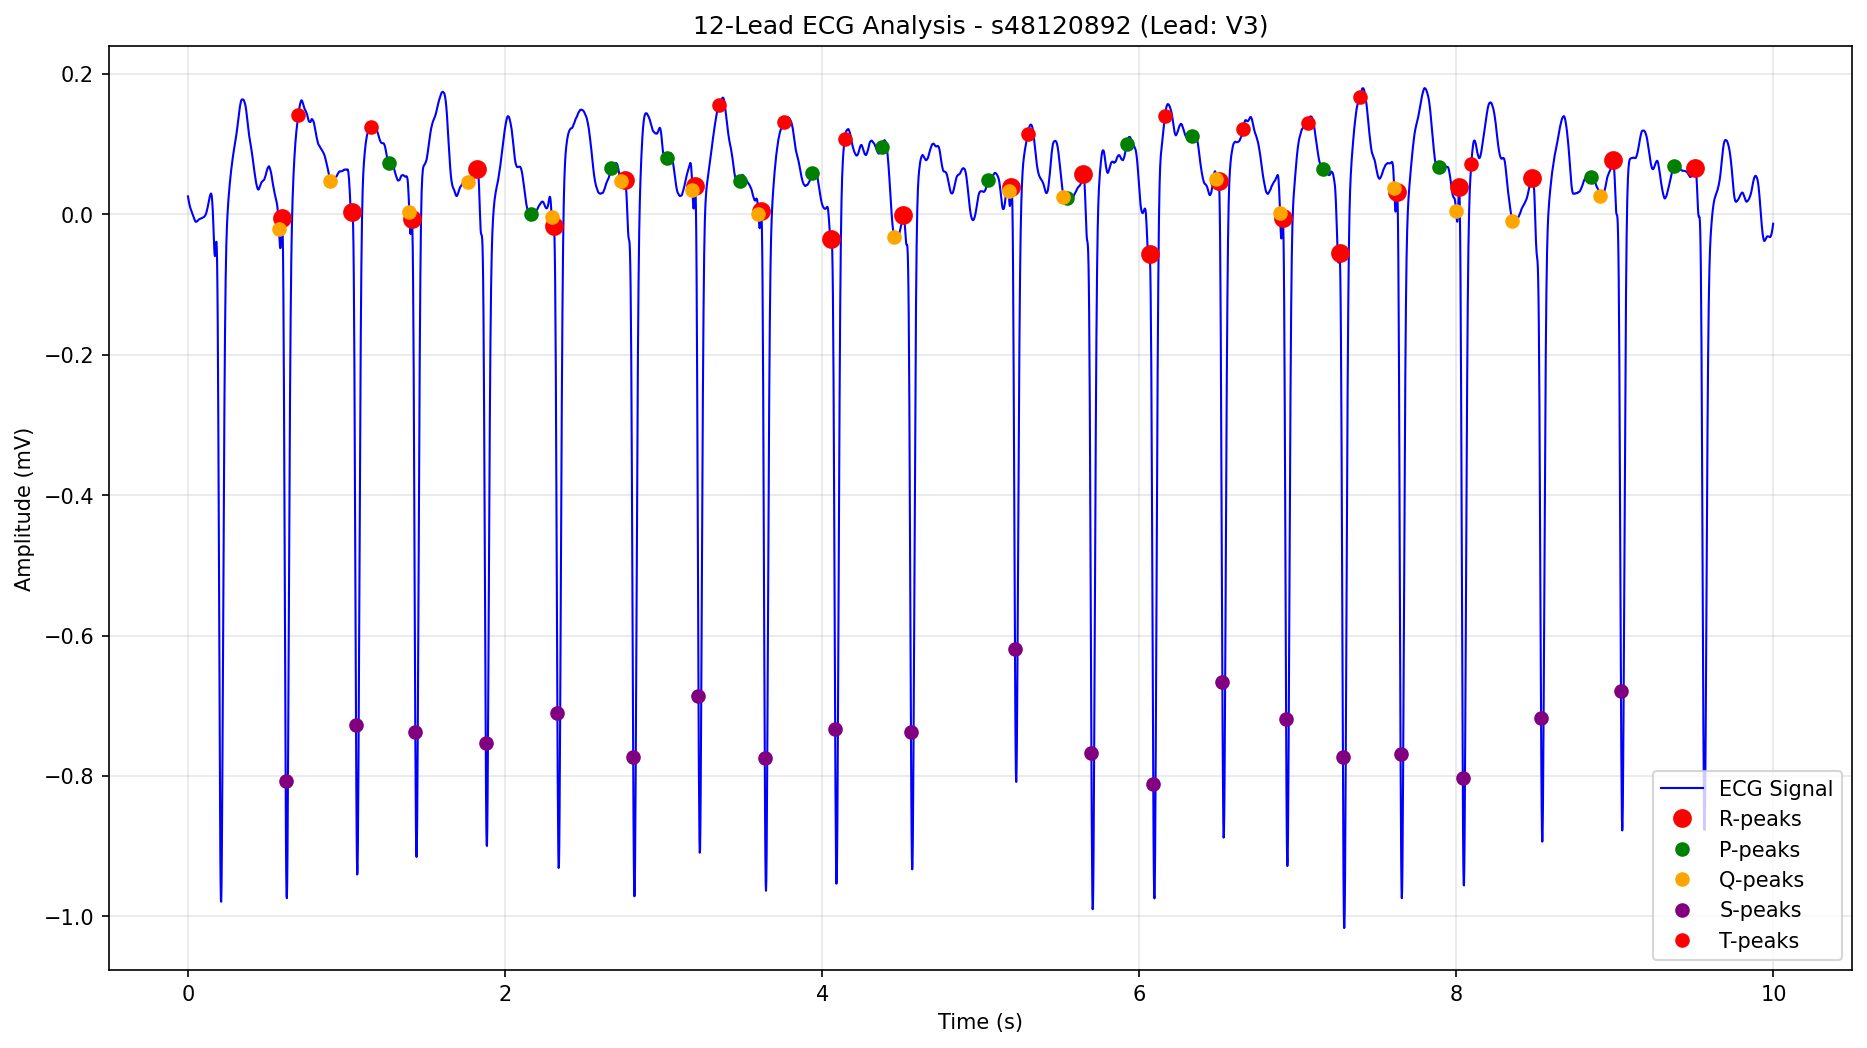 12-Lead ECG Analysis - s48120892 (Lead: V3)
0.2
0.0
−0.2
−0.4
−0.6
−0.8
−1.0
Amplitude (mV)
0
2
4
6
8
10
Time (s)
ECG Signal
R-peaks
P-peaks
Q-peaks
S-peaks
T-peaks